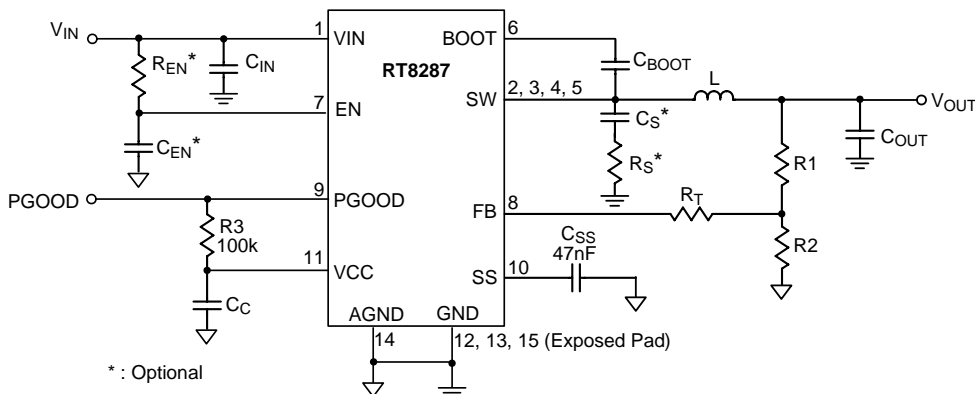 VIN
REN*
CIN
1
VIN
BOOT
6
CBOOT
RT8287
7
EN
SW
2, 3, 4, 5
L
VOUT
CEN*
CS*
RS*
COUT
R1
PGOOD
9
PGOOD
FB
8
RT
R3
100k
R2
CSS
47nF
11
VCC
SS
10
CC
AGND
GND
14
12, 13, 15 (Exposed Pad)
* : Optional